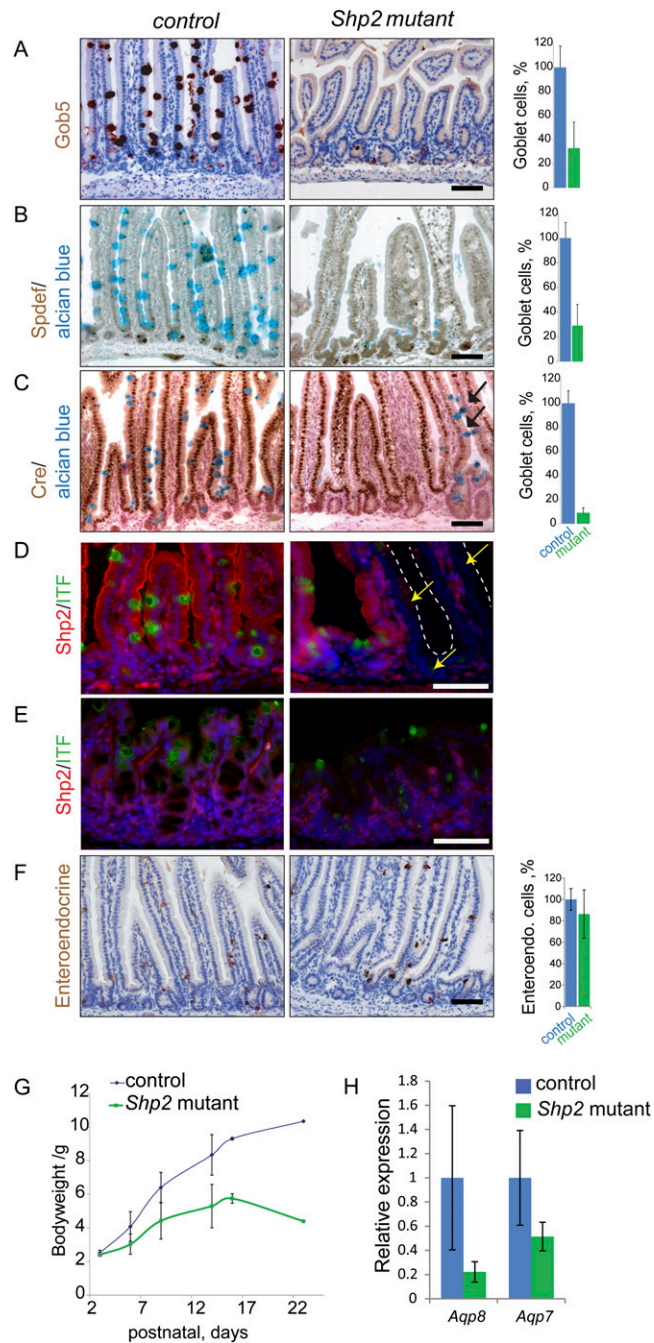 control
Shp2 mutant
A
Gob5
Goblet cells, %
120
100
80
60
40
20
0
B
Spdef/
alcian blue
Goblet cells, %
120
100
80
60
40
20
0
C
Cre/
alcian blue
Goblet cells, %
120
100
80
60
40
20
0
control
mutant
D
Shp2/ITF
E
Shp2/ITF
F
Enteroendocrine
Enteroendo. cells ,%
120
100
80
60
40
20
0
control
mutant
G
control
Shp2 mutant
Bodyweight /g
12
10
8
6
4
2
0
2 7 12 17 22
postnatal, days
H
control
Shp2 mutant
Relative expression
1.8
1.6
1.4
1.2
1
0.8
0.6
0.4
0.2
0
Aqp8 Aqp7